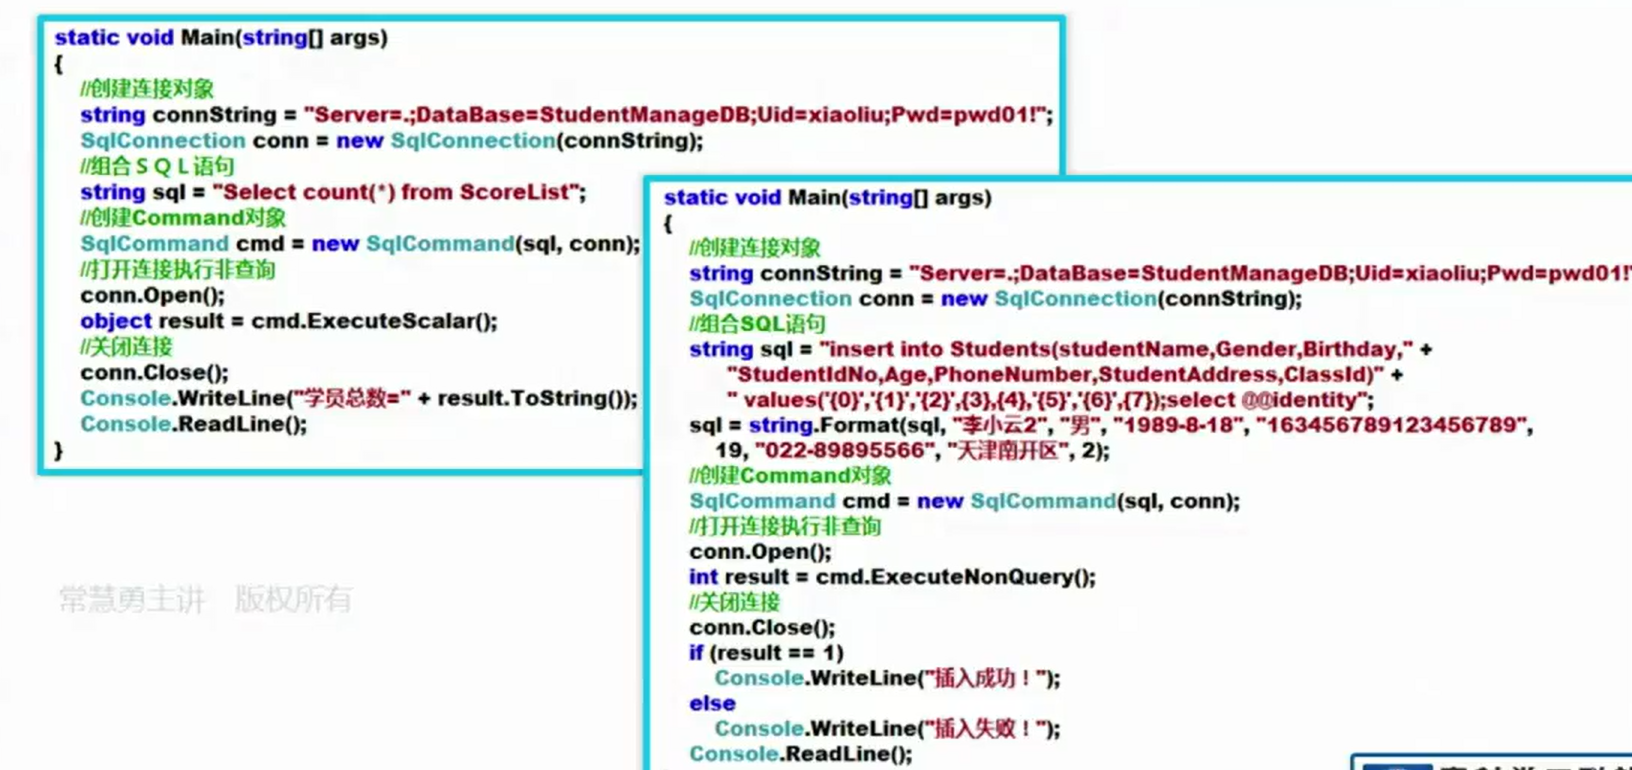 static void Main(string[] args)
{
//创建连接对象
string connString = "Server=.;DataBase=StudentManageDB;Uid=xiaoliu;Pwd=pwd01!";
SqlConnection conn = new SqlConnection(connString);
//组合ＳＱＬ语句
string sql = "Select count(*) from ScoreList";
//创建Command对象
SqlCommand cmd = new SqlCommand(sql, conn);
//打开连接执行非查询
conn.Open();
object result = cmd.ExecuteScalar();
//关闭连接
conn.Close();
Console.WriteLine("学员总数=" + result.ToString());
Console.ReadLine();
}
static void Main(string[] args)
{
//创建连接对象
string connString = "Server=.;DataBase=StudentManageDB;Uid=xiaoliu;Pwd=pwd01!"
SqlConnection conn = new SqlConnection(connString);
//组合SQL语句
string sql = "insert into Students(studentName,Gender,Birthday," +
"StudentIdNo,Age,PhoneNumber,StudentAddress,ClassId)" +
" values('{0}','{1}','{2}',{3},{4},'{5}','{6}',{7});select @@identity";
sql = string.Format(sql, "李小云2", "男", "1989-8-18", "163456789123456789",
19, "022-89895566", "天津南开区", 2);
//创建Command对象
SqlCommand cmd = new SqlCommand(sql, conn);
//打开连接执行非查询
conn.Open();
int result = cmd.ExecuteNonQuery();
//关闭连接
conn.Close();
if (result == 1)
Console.WriteLine("插入成功！");
else
Console.WriteLine("插入失败！");
Console.ReadLine();
常慧勇主讲 版权所有